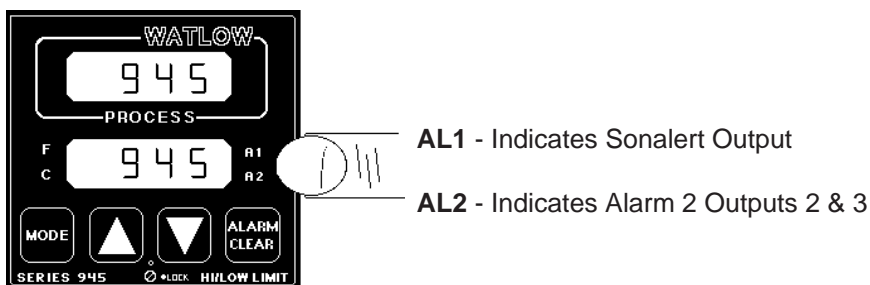 WATLOW
945
PROCESS
F
945
A1
C
A2
AL1 - Indicates Sonalert Output
AL2 - Indicates Alarm 2 Outputs 2 & 3
MODE
ALARM
CLEAR
SERIES 945
LOCK
HI/LOW LIMIT